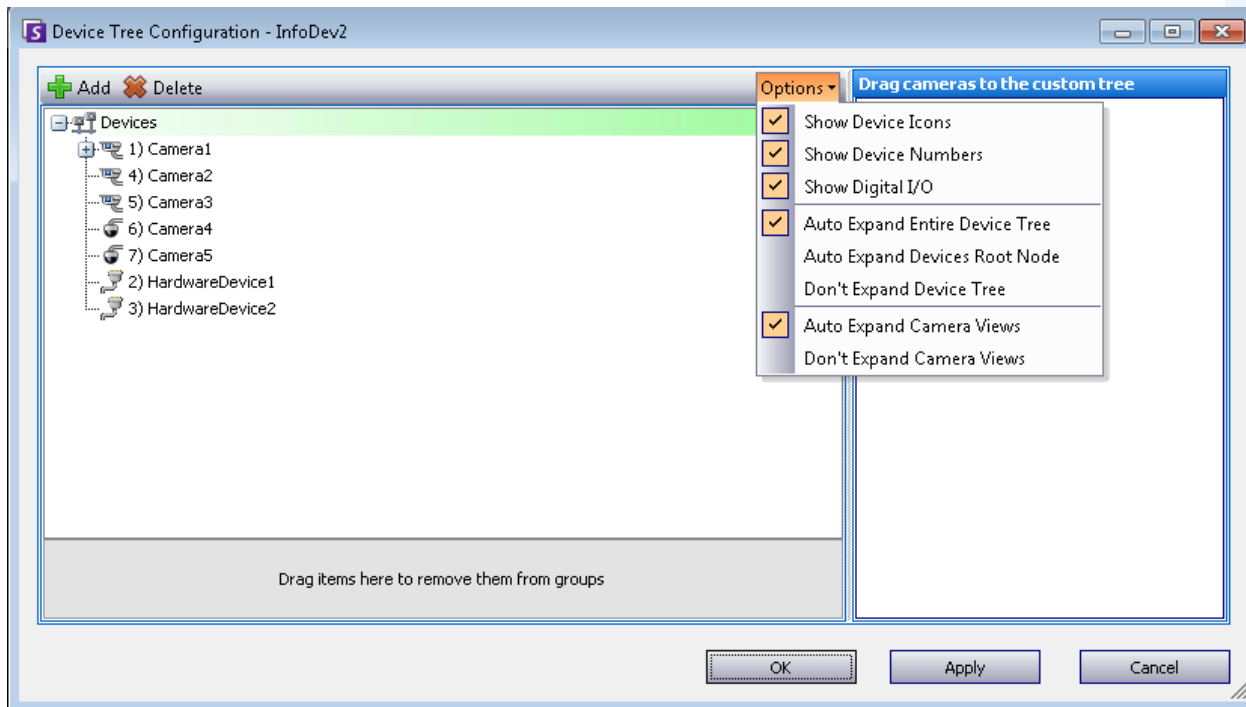 Device Tree Configuration - InfoDev2
Add Delete
Options
Drag cameras to the custom tree
Devices
1) Camera1
4) Camera2
5) Camera3
6) Camera4
7) Camera5
2) HardwareDevice1
3) HardwareDevice2
Show Device Icons
Show Device Numbers
Show Digital I/O
Auto Expand Entire Device Tree
Auto Expand Devices Root Node
Don't Expand Device Tree
Auto Expand Camera Views
Don't Expand Camera Views
Drag items here to remove them from groups
OK Apply Cancel